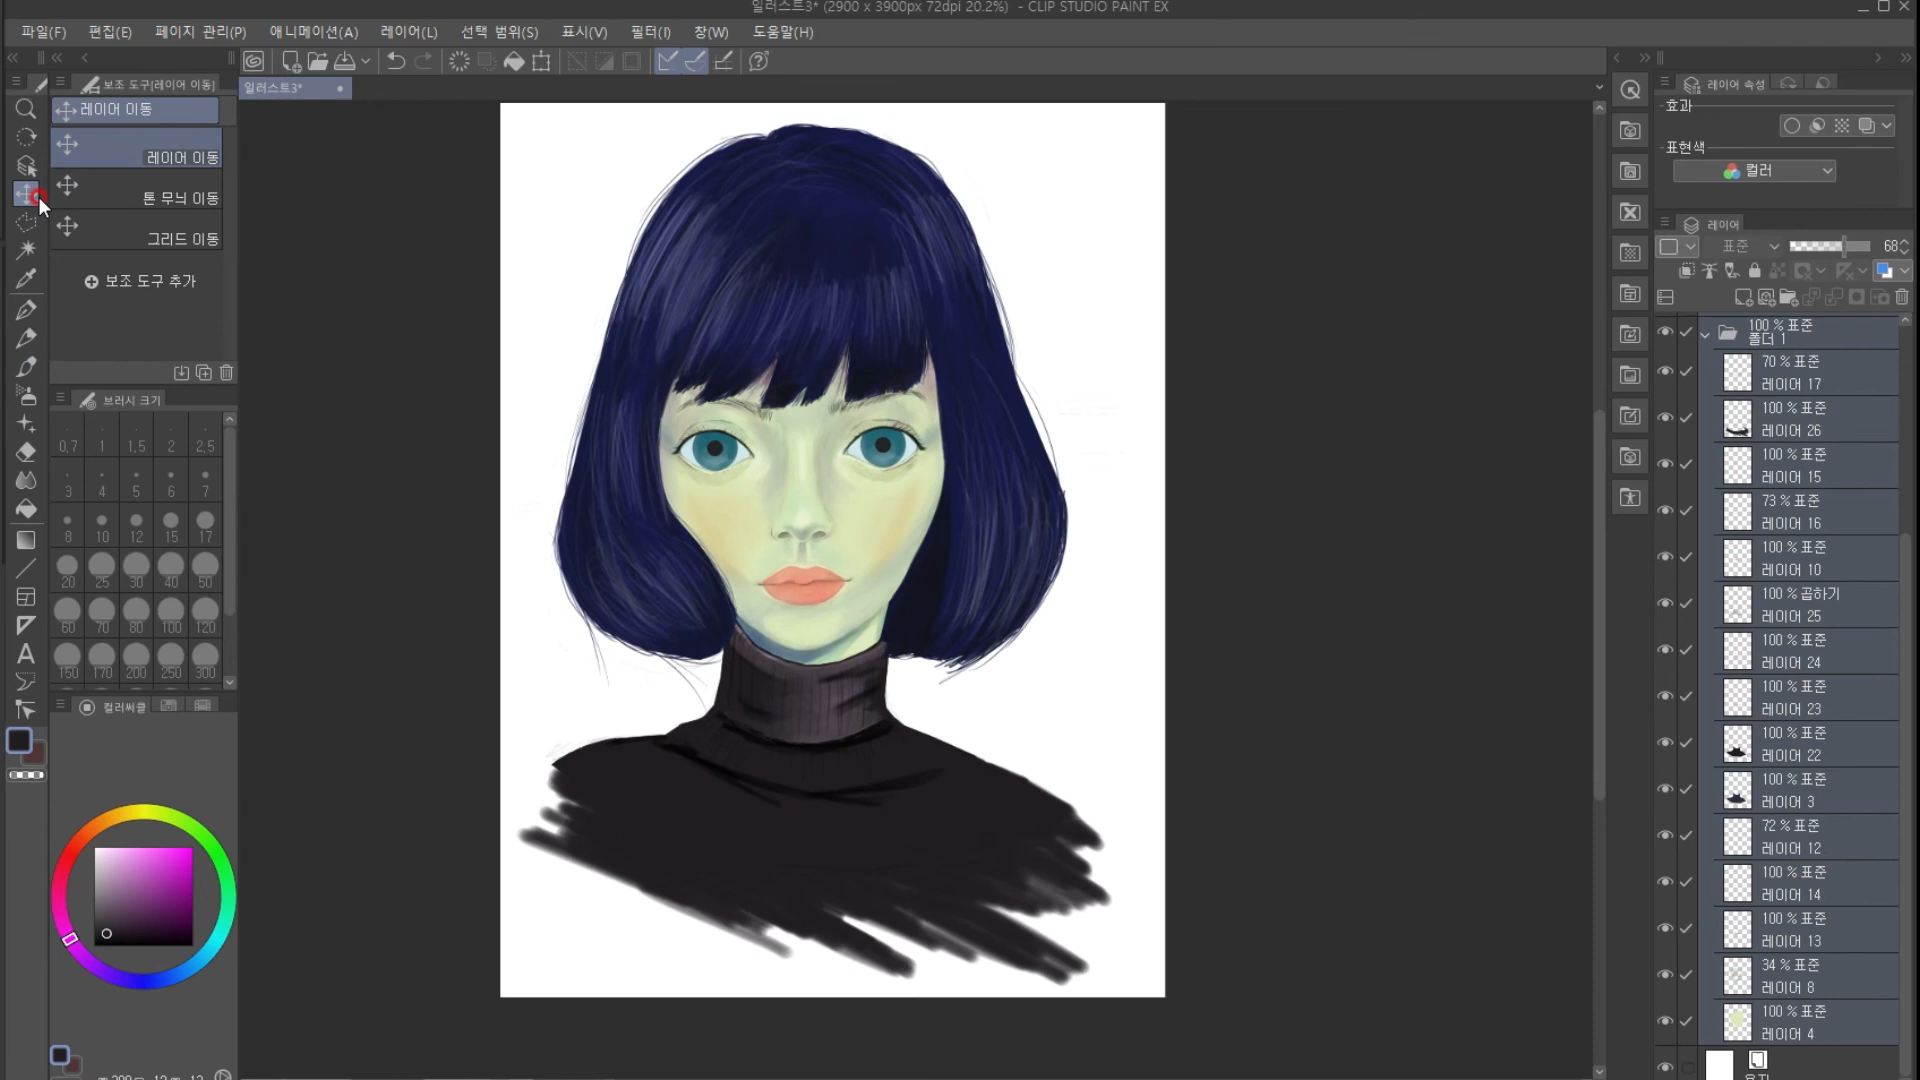 일러스트3* (2900 x 3900px 72dpi 20.2%)  - CLIP STUDIO PAINT EX
파일(F) 편집(E) 페이지 관리(P) 애니메이션(A) 레이어(L) 선택 범위(S) 표시(V) 필터(I) 창(W) 도움말(H)
보조 도구[레이어 이동]
일러스트3*
레이어 이동
레이어 이동
톤 무늬 이동
그리드 이동
보조 도구 추가
브러시 크기
0.7 1 1.5 2 2.5
3 4 5 6 7
8 10 12 15 17
20 25 30 40 50
60 70 80 100 120
150 170 200 250 300
컬러써클
A
레이어 속성
효과
표현색
컬러
레이어
표준 68
100 % 표준
폴더 1
70 % 표준
레이어 17
100 % 표준
레이어 26
100 % 표준
레이어 15
73 % 표준
레이어 16
100 % 표준
레이어 10
100 % 곱하기
레이어 25
100 % 표준
레이어 24
100 % 표준
레이어 23
100 % 표준
레이어 22
100 % 표준
레이어 3
72 % 표준
레이어 12
100 % 표준
레이어 14
100 % 표준
레이어 13
34 % 표준
레이어 8
100 % 표준
레이어 4